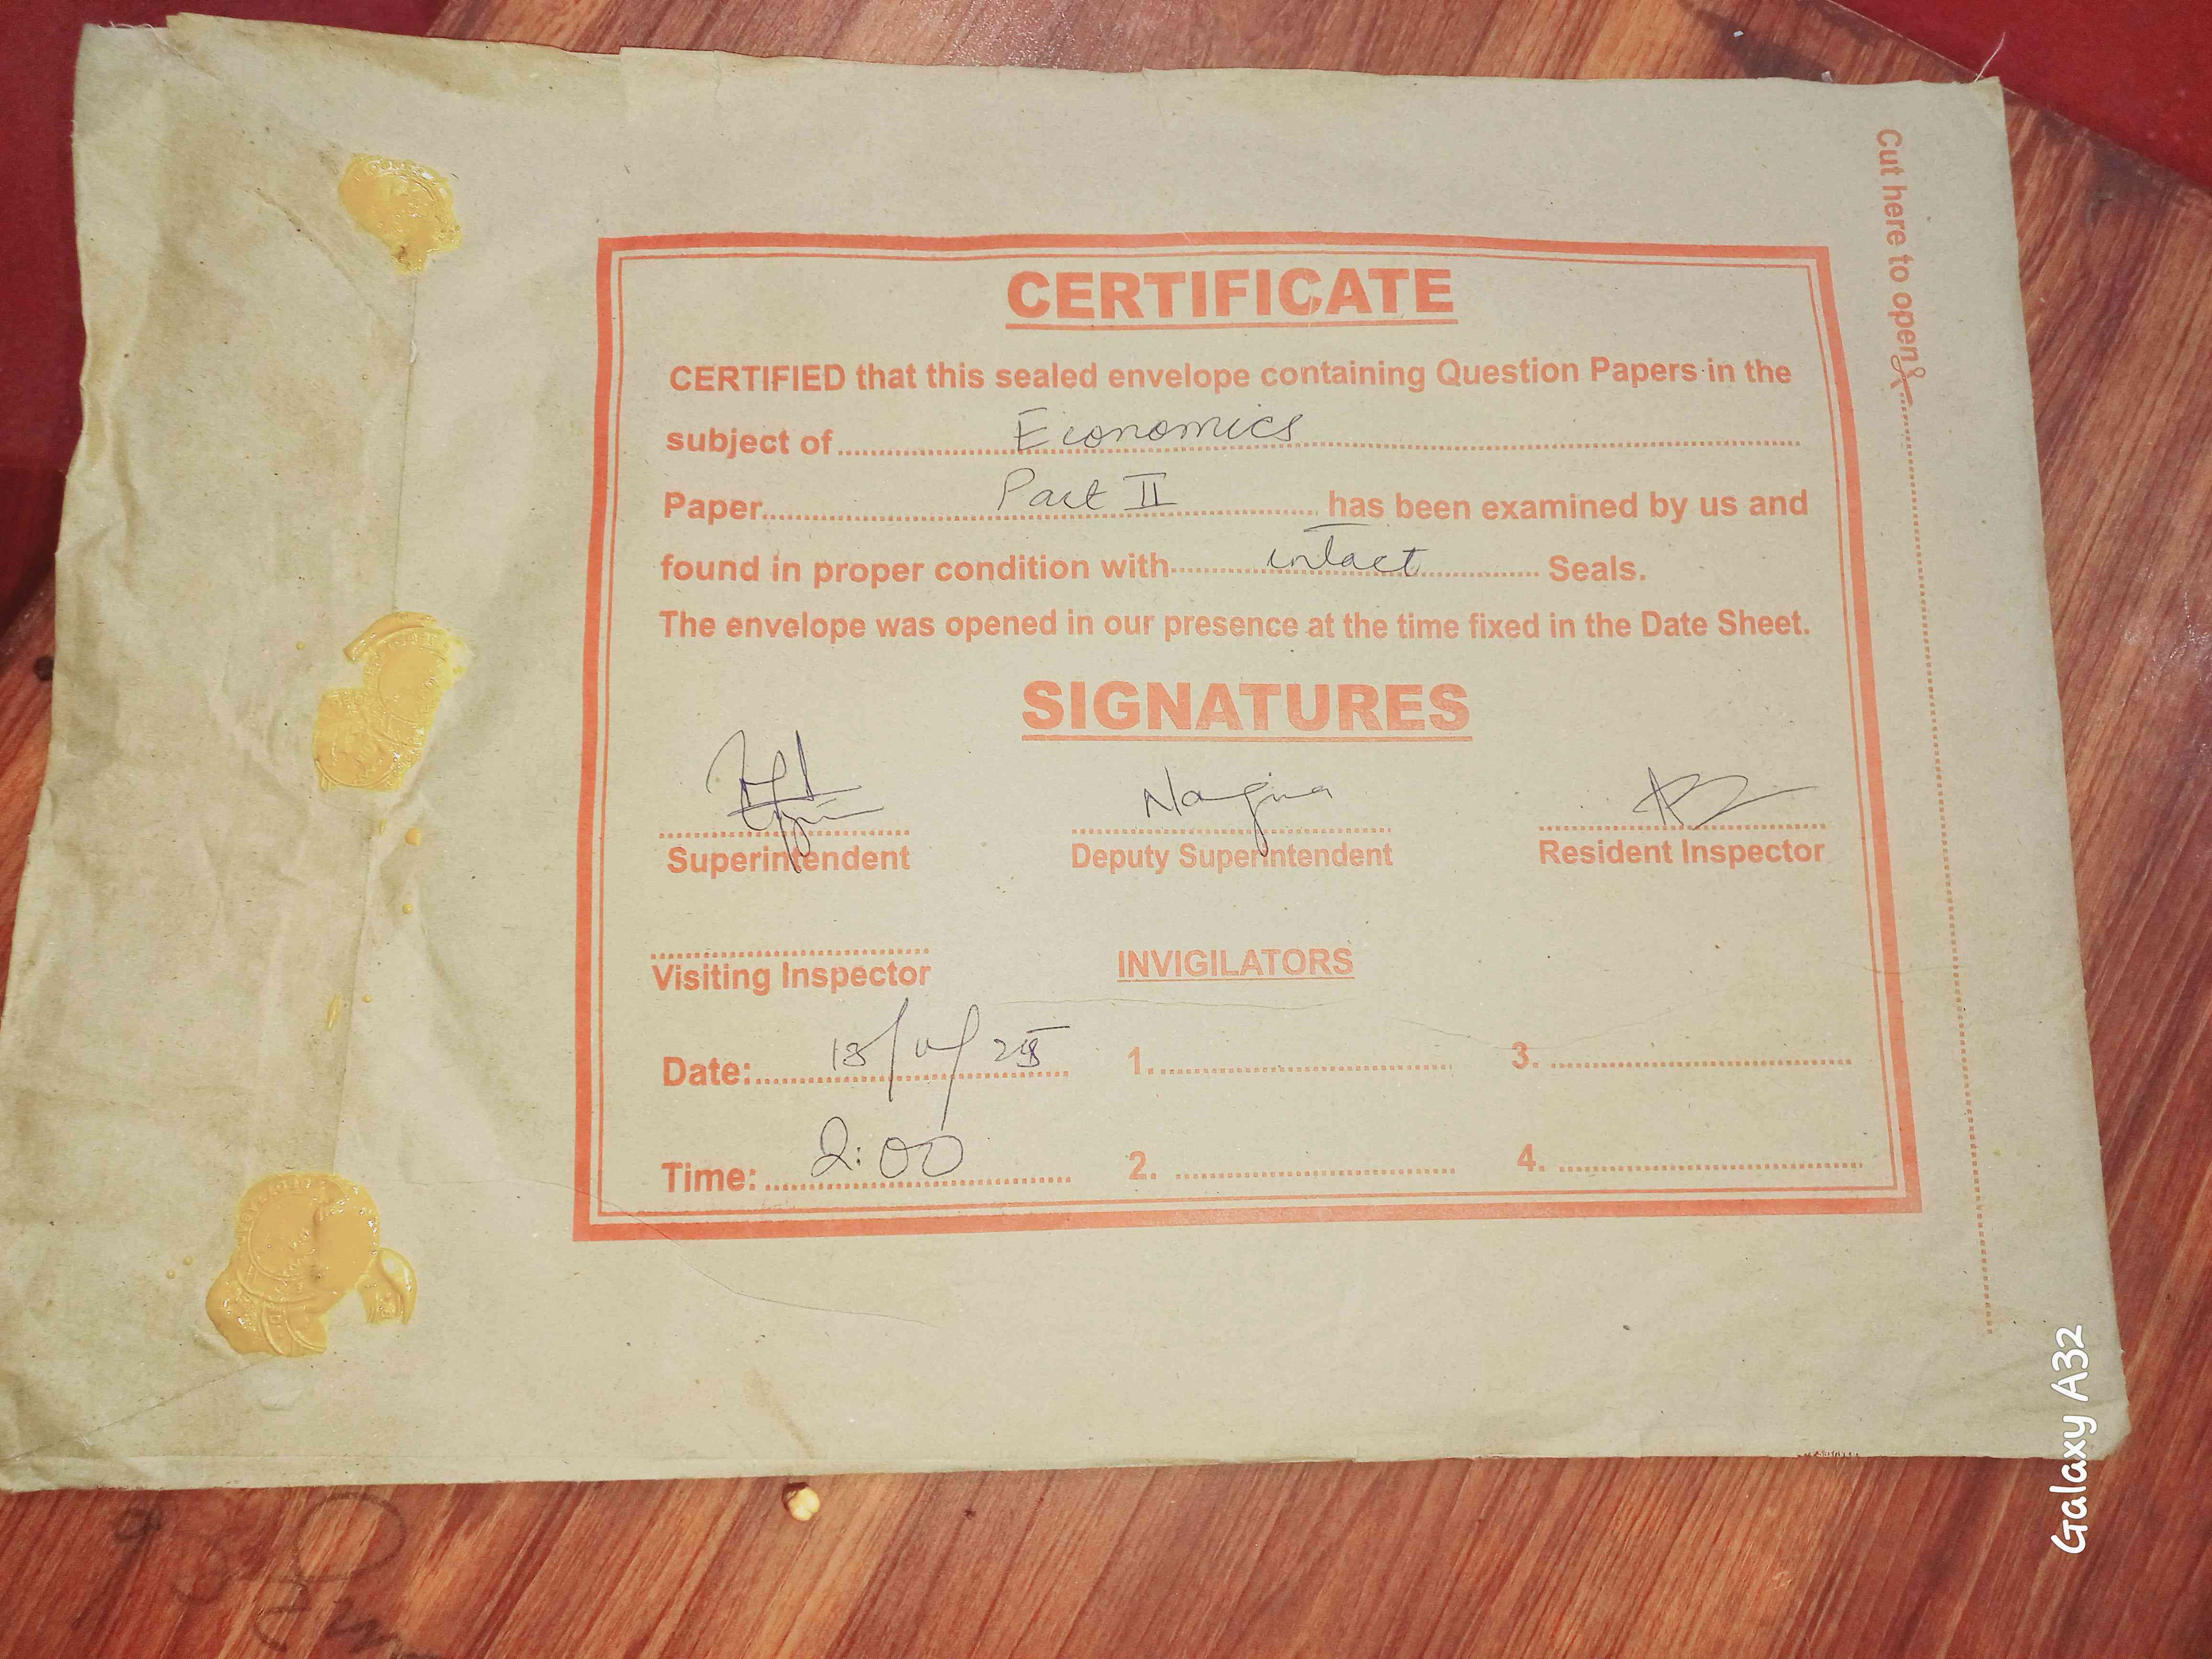 Cut here to open
CERTIFICATE
CERTIFIED that this sealed envelope containing Question Papers in the
subject of Economics
Paper Part II has been examined by us and
found in proper condition with intact Seals.
The envelope was opened in our presence at the time fixed in the Date Sheet.
SIGNATURES
Nagina
Superintendent Deputy Superintendent Resident Inspector
Visiting Inspector INVIGILATORS
Date: 1. 3.
Time: 2:00 2. 4.
Galaxy A32